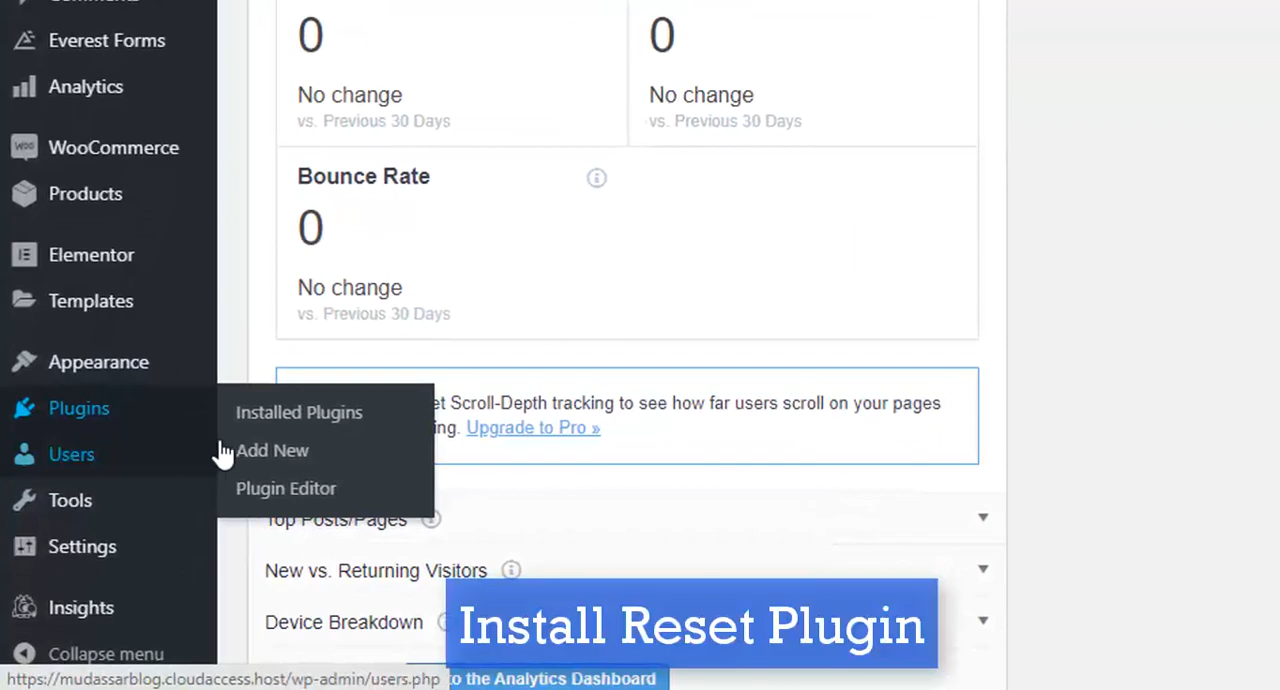 Everest Forms
Analytics
WooCommerce
Products
Elementor
Templates
Appearance
Plugins
Users
Tools
Settings
Insights
Collapse menu
Installed Plugins
Add New
Plugin Editor
0
No change
vs. Previous 30 Days
0
No change
vs. Previous 30 Days
Bounce Rate
0
No change
vs. Previous 30 Days
et Scroll-Depth tracking to see how far users scroll on your pages
ing. Upgrade to Pro »
Top Posts/Pages
New vs. Returning Visitors
Device Breakdown
Install Reset Plugin
to the Analytics Dashboard
https://mudassarblog.cloudaccess.host/wp-admin/users.php